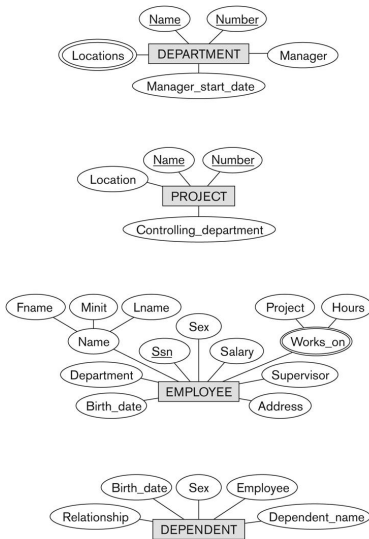 Name Number
Locations DEPARTMENT Manager
Manager_start_date
Name Number
Location
PROJECT
Controlling_department
Fname Minit Lname Project Hours
Sex
Name Ssn Salary Works_on
Department Supervisor
EMPLOYEE
Birth_date Address
Birth_date Sex Employee
Relationship Dependent_name
DEPENDENT